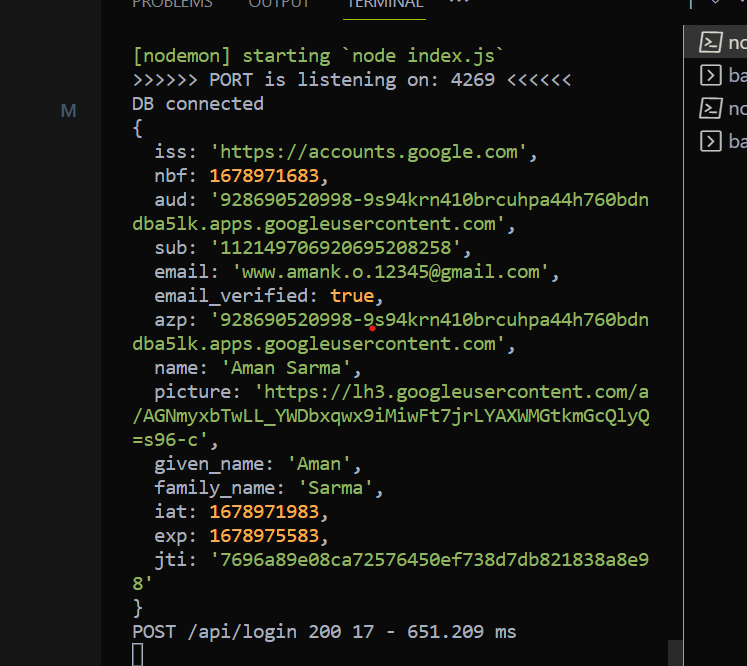 PROBLEMS OUTPUT TERMINAL ...
[nodemon] starting `node index.js`
>>>>>> PORT is listening on: 4269 <<<<<<
DB connected
{
  iss: 'https://accounts.google.com',
  nbf: 1678971683,
  aud: '928690520998-9s94krn410brcuhpa44h760bdn
dba5lk.apps.googleusercontent.com',
  sub: '112149706920695208258',
  email: 'www.amank.o.12345@gmail.com',
  email_verified: true,
  azp: '928690520998-9s94krn410brcuhpa44h760bdn
dba5lk.apps.googleusercontent.com',
  name: 'Aman Sarma',
  picture: 'https://lh3.googleusercontent.com/a
/AGNmyxbTwLL_YWDbxqwx9iMiwFt7jrLYAXWMGtkmGcQlyQ
=s96-c',
  given_name: 'Aman',
  family_name: 'Sarma',
  iat: 1678971983,
  exp: 1678975583,
  jti: '7696a89e08ca72576450ef738d7db821838a8e9
8'
}
POST /api/login 200 17 - 651.209 ms
M
no
ba
no
ba